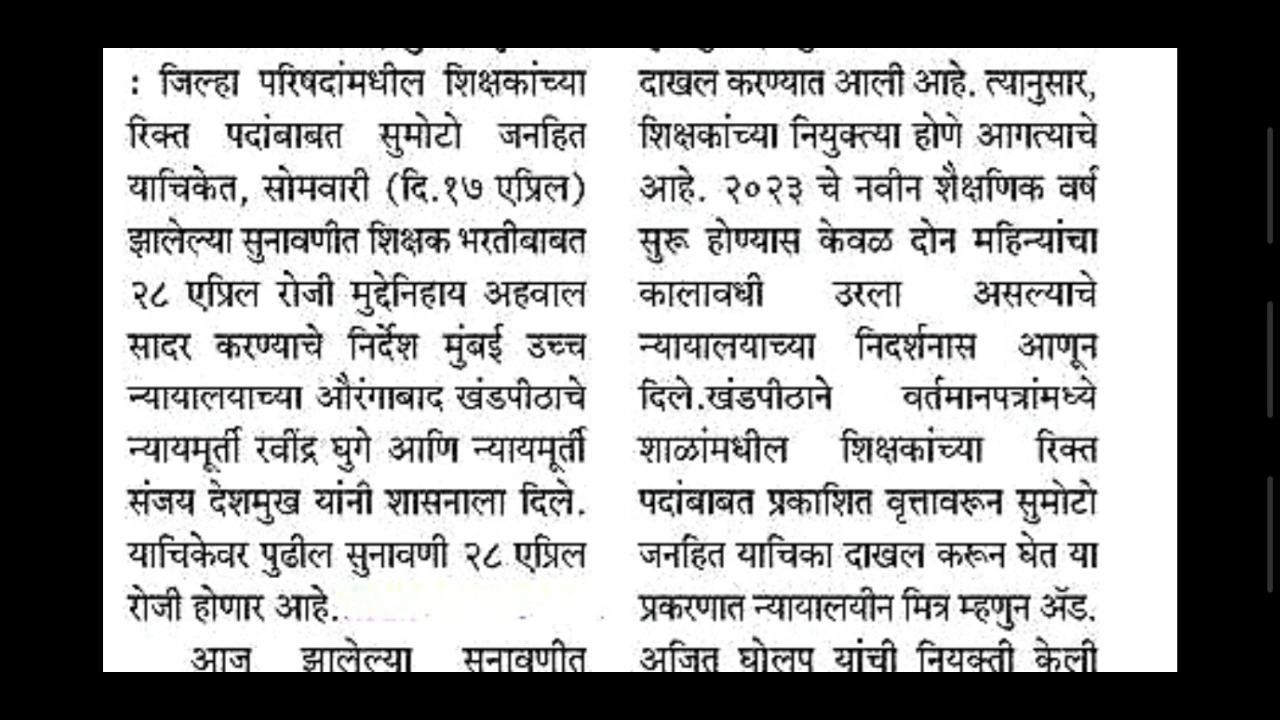 : जिल्हा परिषदांमधील शिक्षकांच्या
रिक्त पदांबाबत सुमोटो जनहित
याचिकेत, सोमवारी (दि.१७ एप्रिल)
झालेल्या सुनावणीत शिक्षक भरतीबाबत
२८ एप्रिल रोजी मुद्देनिहाय अहवाल
सादर करण्याचे निर्देश मुंबई उच्च
न्यायालयाच्या औरंगाबाद खंडपीठाचे
न्यायमूर्ती रवींद्र घुगे आणि न्यायमूर्ती
संजय देशमुख यांनी शासनाला दिले.
याचिकेवर पुढील सुनावणी २८ एप्रिल
रोजी होणार आहे.
आज झालेल्या सुनावणीत
दाखल करण्यात आली आहे. त्यानुसार,
शिक्षकांच्या नियुक्त्या होणे आगत्याचे
आहे. २०२३ चे नवीन शैक्षणिक वर्ष
सुरू होण्यास केवळ दोन महिन्यांचा
कालावधी उरला असल्याचे
न्यायालयाच्या निदर्शनास आणून
दिले.खंडपीठाने वर्तमानपत्रांमध्ये
शाळांमधील शिक्षकांच्या रिक्त
पदांबाबत प्रकाशित वृत्तावरून सुमोटो
जनहित याचिका दाखल करून घेत या
प्रकरणात न्यायालयीन मित्र म्हणुन ॲड.
अजित घोलप यांची नियुक्ती केली